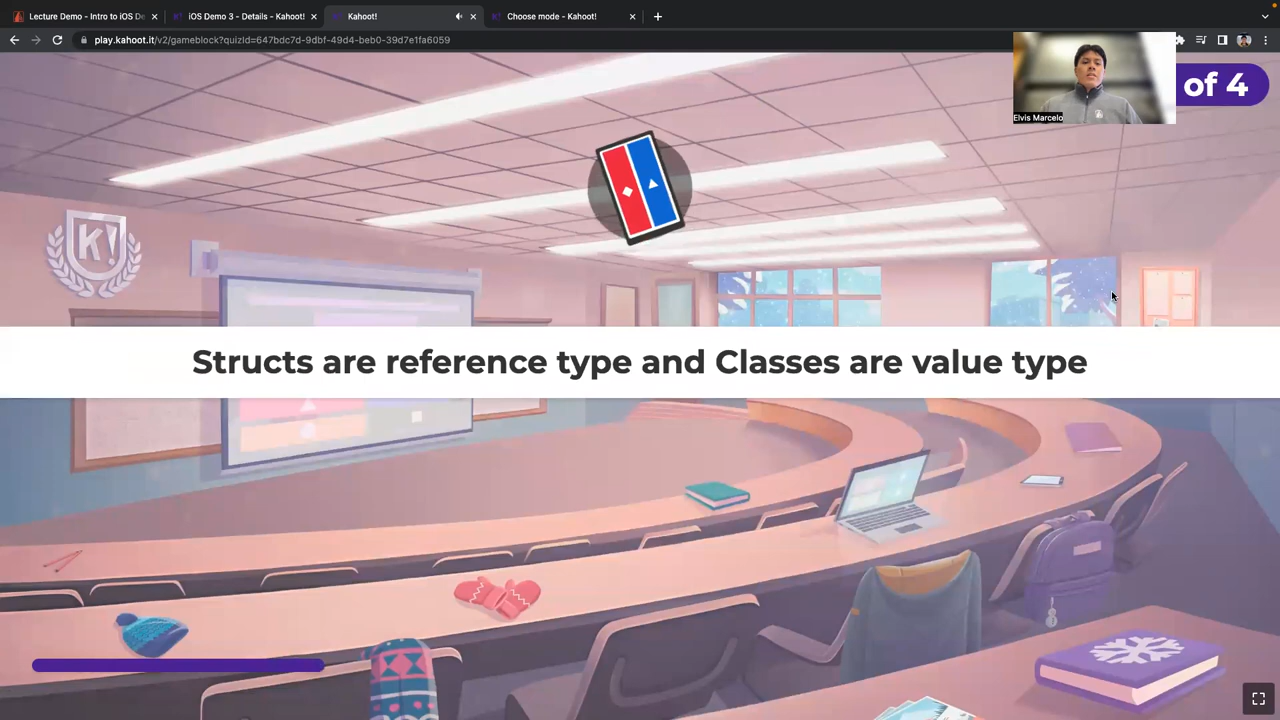 Lecture Demo - Intro to iOS De
iOS Demo 3 - Details - Kahoot!
Kahoot!
Choose mode - Kahoot!
play.kahoot.it/v2/gameblock?quizId=647bdc7d-9dbf-49d4-beb0-39d7e1fa6059
Elvis Marcelo
of 4
K!
Structs are reference type and Classes are value type